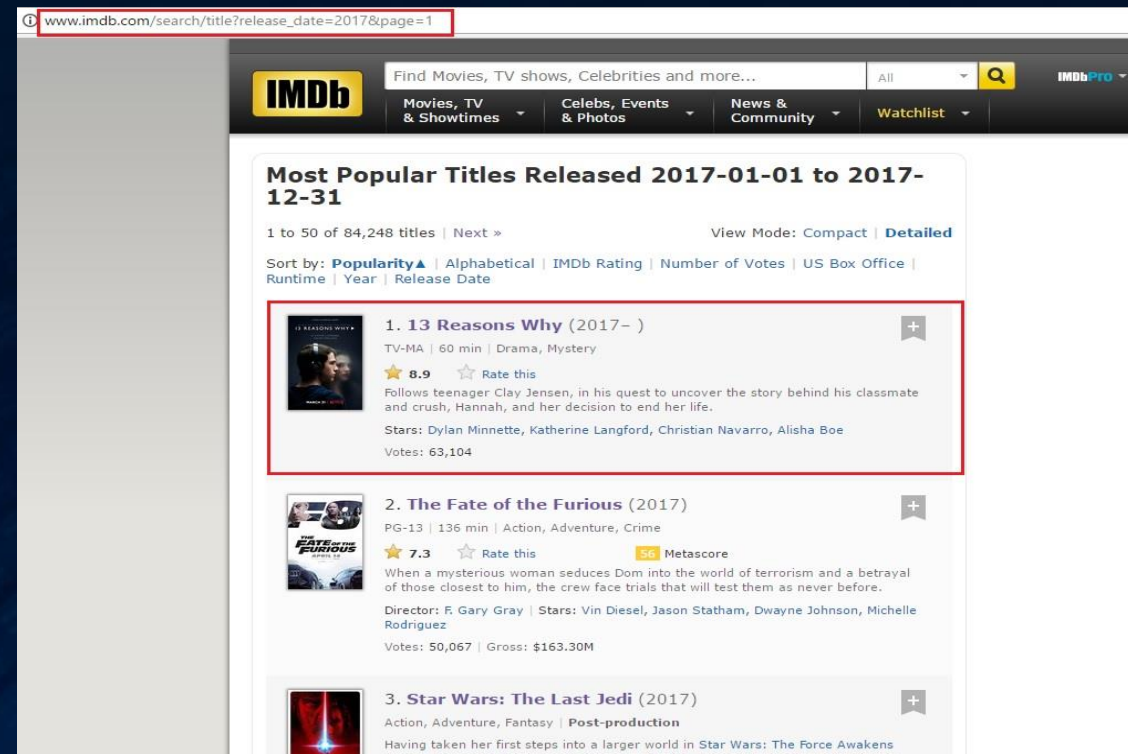 www.imdb.com/search/title?release_date=2017&page=1
IMDb
Find Movies, TV shows, Celebrities and more...
All
IMDbPro
Movies, TV
& Showtimes
Celebs, Events
& Photos
News &
Community
Watchlist
Most Popular Titles Released 2017-01-01 to 2017-
12-31
1 to 50 of 84,248 titles | Next »
View Mode: Compact | Detailed
Sort by: Popularity▲ | Alphabetical | IMDb Rating | Number of Votes | US Box Office |
Runtime | Year | Release Date
13 REASONS WHY
1. 13 Reasons Why (2017– )
TV-MA | 60 min | Drama, Mystery
8.9 Rate this
Follows teenager Clay Jensen, in his quest to uncover the story behind his classmate
and crush, Hannah, and her decision to end her life.
Stars: Dylan Minnette, Katherine Langford, Christian Navarro, Alisha Boe
Votes: 63,104
THE
FATE OF THE
FURIOUS
APRIL 14
2. The Fate of the Furious (2017)
PG-13 | 136 min | Action, Adventure, Crime
7.3 Rate this 56 Metascore
When a mysterious woman seduces Dom into the world of terrorism and a betrayal
of those closest to him, the crew face trials that will test them as never before.
Director: F. Gary Gray | Stars: Vin Diesel, Jason Statham, Dwayne Johnson, Michelle
Rodriguez
Votes: 50,067 | Gross: $163.30M
3. Star Wars: The Last Jedi (2017)
Action, Adventure, Fantasy | Post-production
Having taken her first steps into a larger world in Star Wars: The Force Awakens